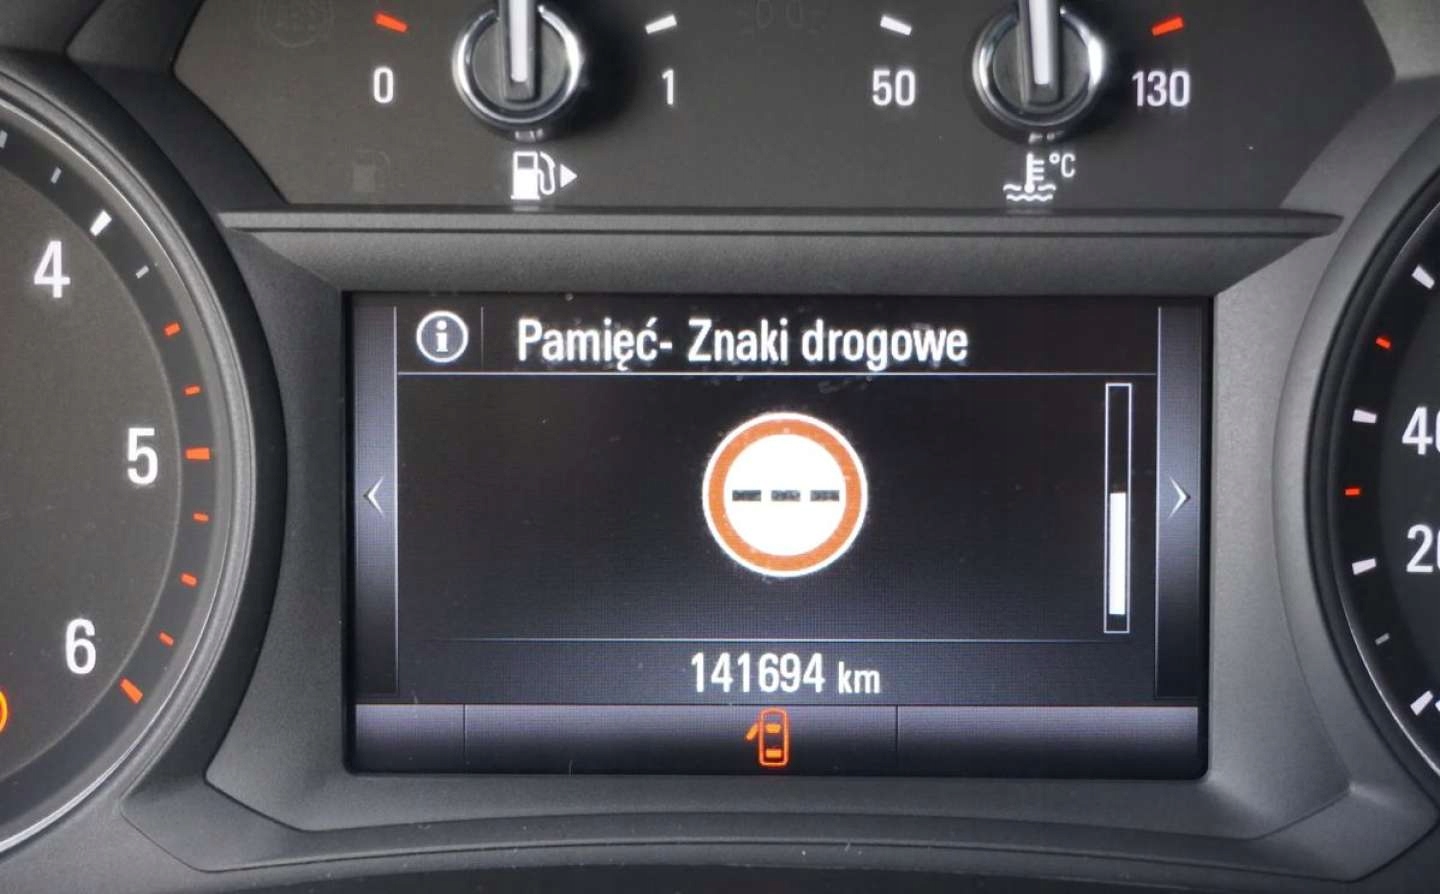 0 1 50 130
°C
4
Pamięć- Znaki drogowe
5
---
6
141694 km